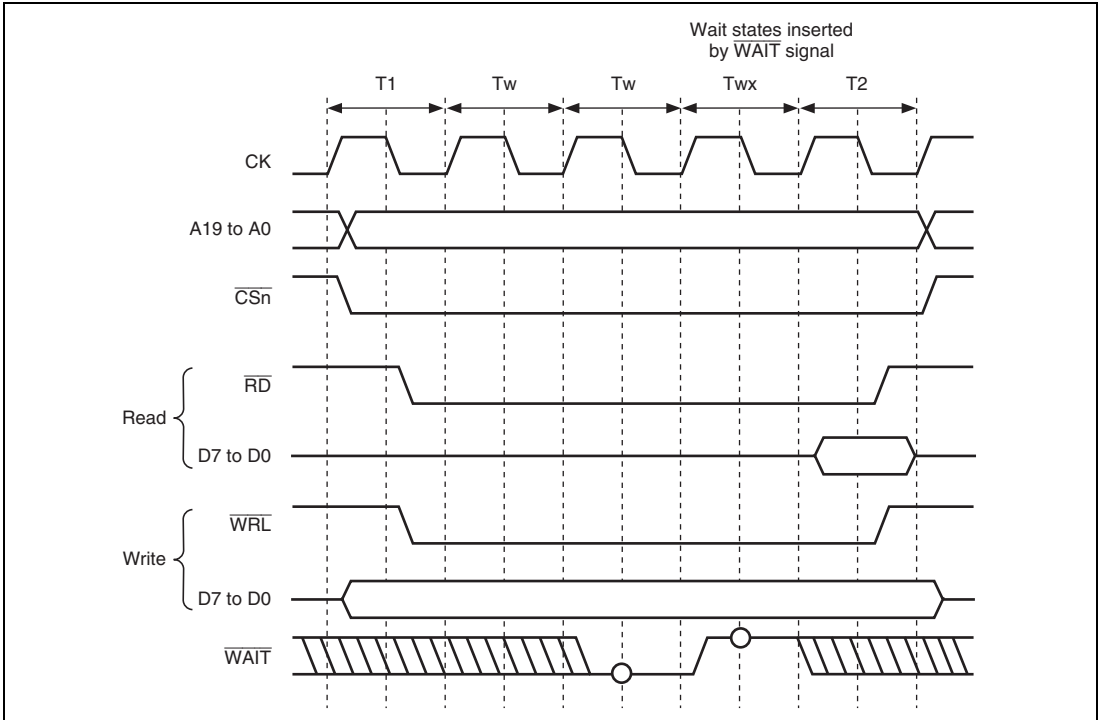 Wait states inserted
by WAIT signal
T1 Tw Tw Twx T2
CK
A19 to A0
CSn
RD
Read
D7 to D0
WRL
Write
D7 to D0
WAIT